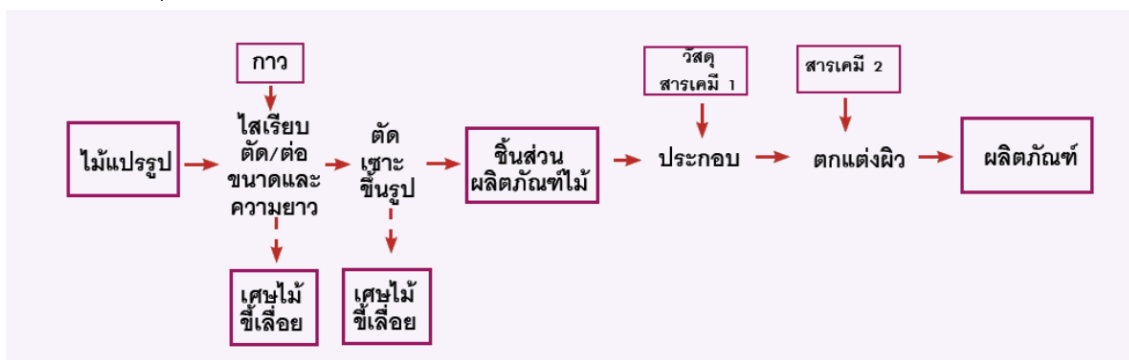 กาว
วัสดุ
สารเคมี 1
สารเคมี 2
ไม้แปรรูป
ไสเรียบ
ตัด/ต่อ
ขนาดและ
ความยาว
ตัด
เซาะ
ขึ้นรูป
ชิ้นส่วน
ผลิตภัณฑ์ไม้
ประกอบ
ตกแต่งผิว
ผลิตภัณฑ์
เศษไม้
ขี้เลื่อย
เศษไม้
ขี้เลื่อย